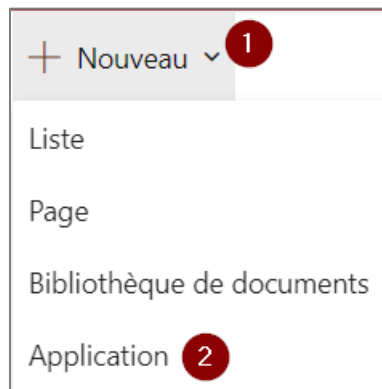 + Nouveau 1
Liste
Page
Bibliothèque de documents
Application 2